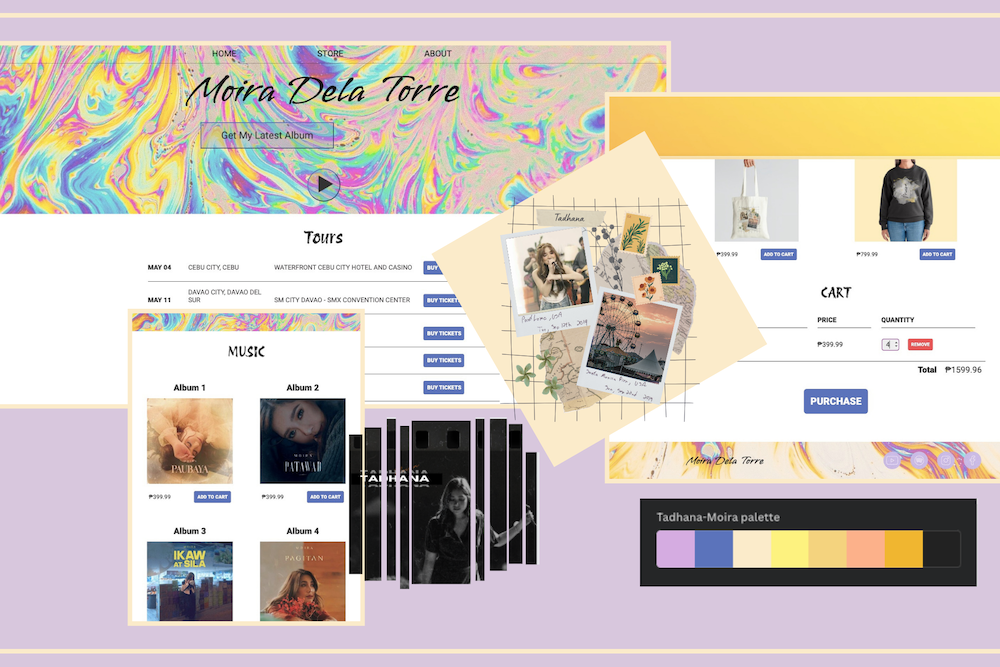 HOME STORE ABOUT
Moira Dela Torre
Get My Latest Album
Tours
MAY 04 CEBU CITY, CEBU WATERFRONT CEBU CITY HOTEL AND CASINO BUY
MAY 11 DAVAO CITY, DAVAO DEL SUR SM CITY DAVAO - SMX CONVENTION CENTER BUY TICKETS
BUY TICKETS
BUY TICKETS
BUY TICKETS
MUSIC
Album 1 Album 2
PAUBAYA
MOIRA
PATAWAD
₱399.99 ADD TO CART ₱399.99 ADD TO CART
Album 3 Album 4
IKAW
AT SILA
PAGITAN
TADHANA
Tadhana
₱399.99 ADD TO CART ₱799.99 ADD TO CART
CART
PRICE QUANTITY
₱399.99 4 REMOVE
Total ₱1599.96
PURCHASE
Moira Dela Torre
Tadhana-Moira palette